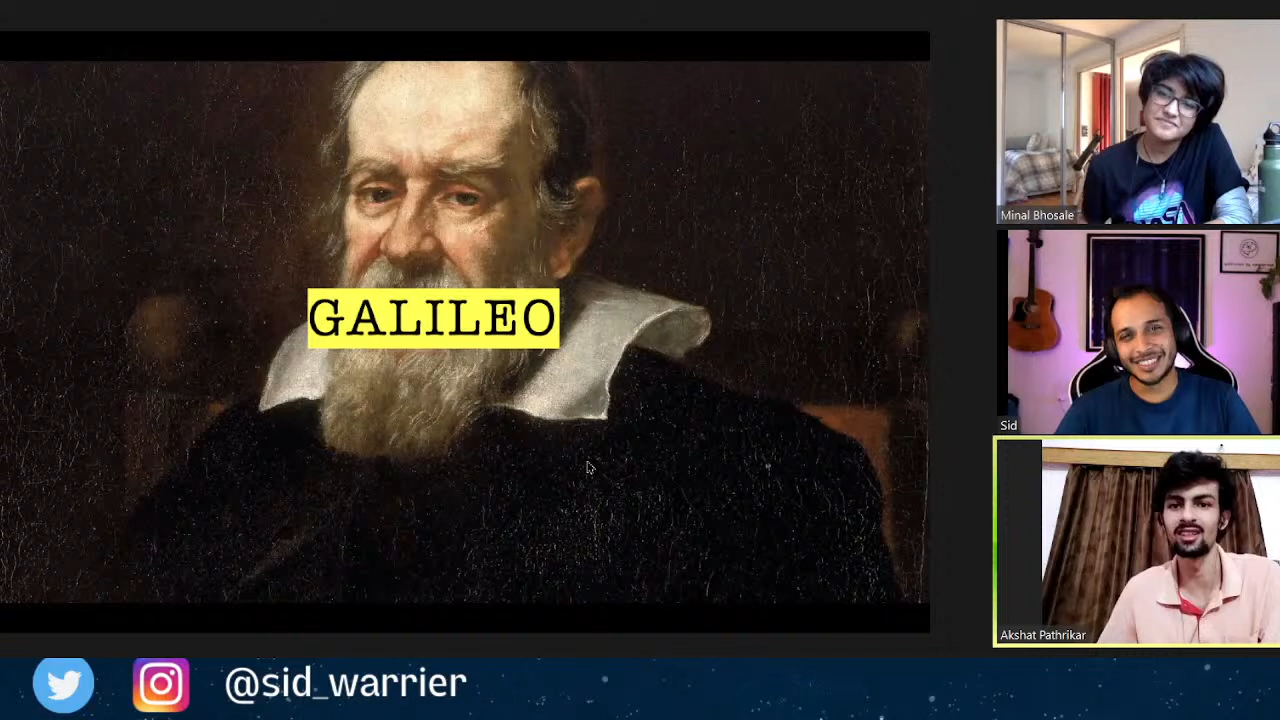 GALILEO
Minal Bhosale
Sid
Akshat Pathrikar
@sid_warrier